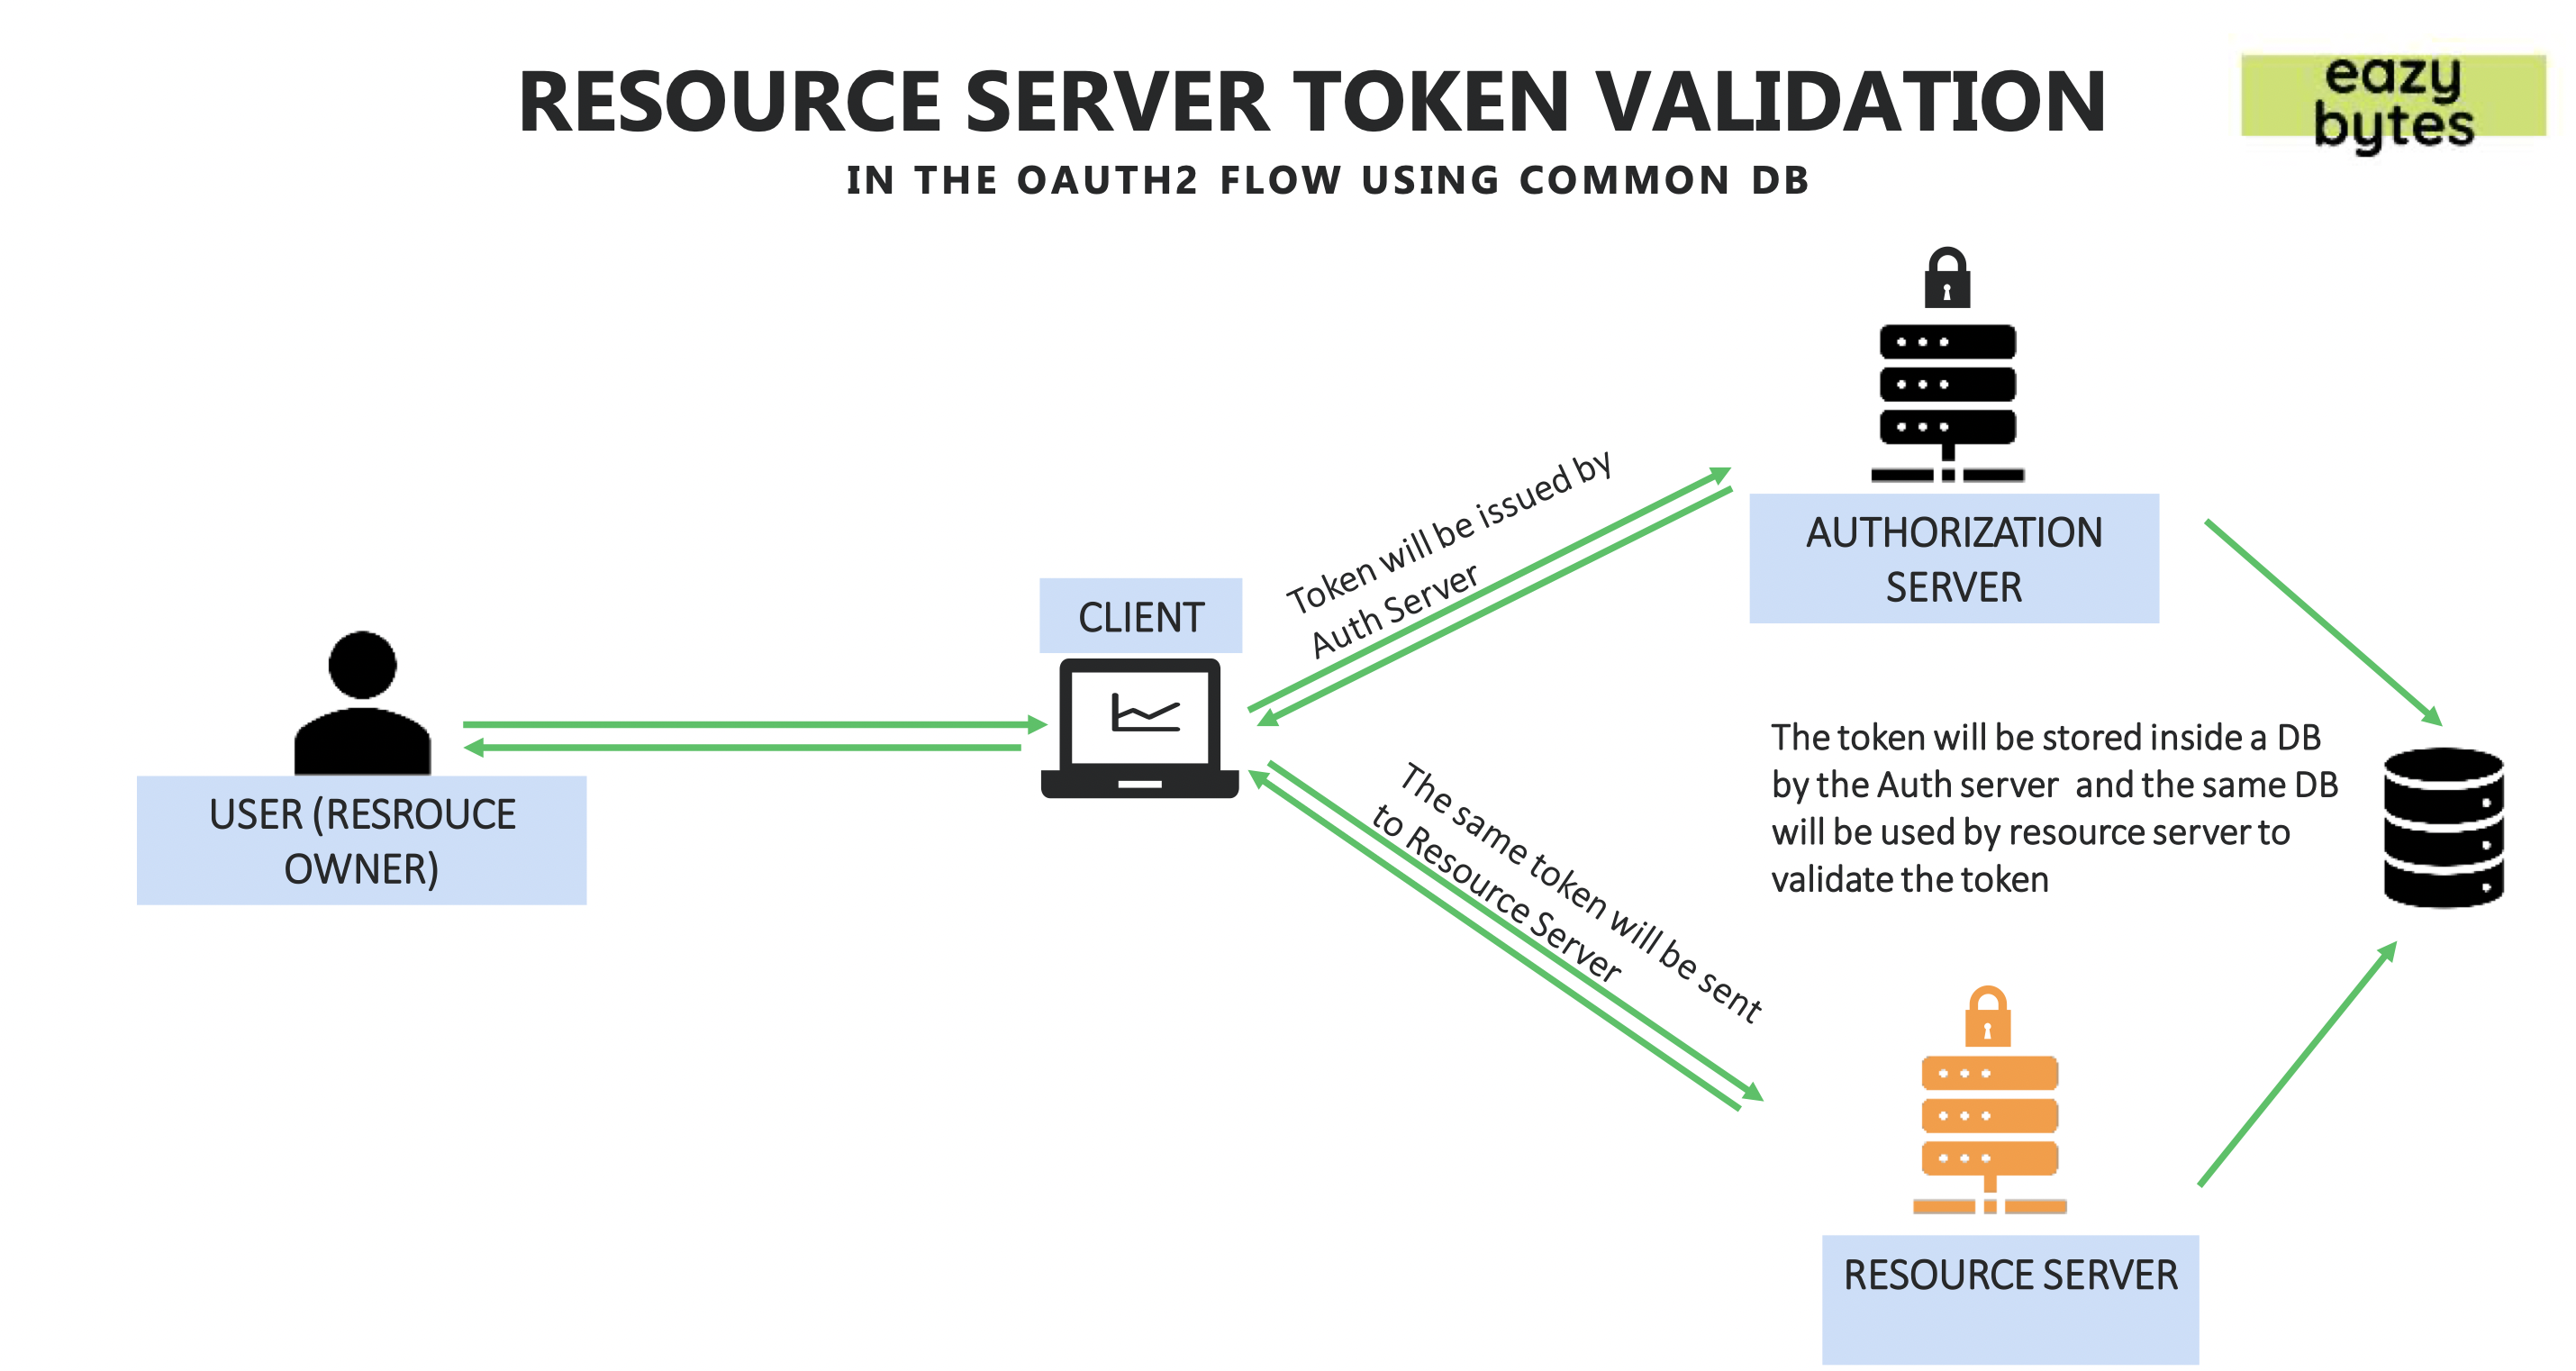 RESOURCE SERVER TOKEN VALIDATION
IN THE OAUTH2 FLOW USING COMMON DB
eazy
bytes
AUTHORIZATION
SERVER
Token will be issued by
Auth Server
CLIENT
USER (RESROUCE
OWNER)
The token will be stored inside a DB
by the Auth server and the same DB
will be used by resource server to
validate the token
The same token will be sent
to Resource Server
RESOURCE SERVER